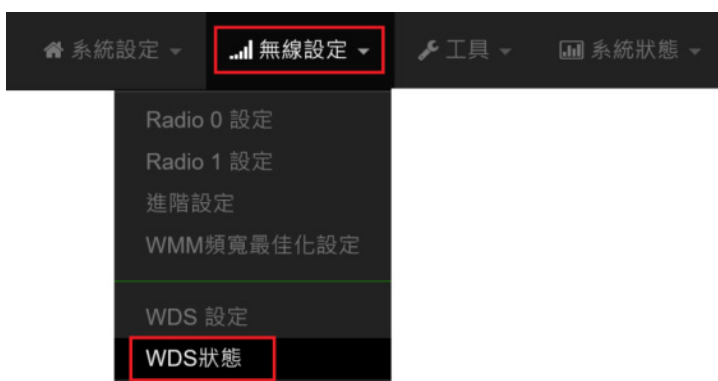 系統設定 無線設定 工具 系統狀態
Radio 0 設定
Radio 1 設定
進階設定
WMM頻寬最佳化設定
WDS 設定
WDS狀態